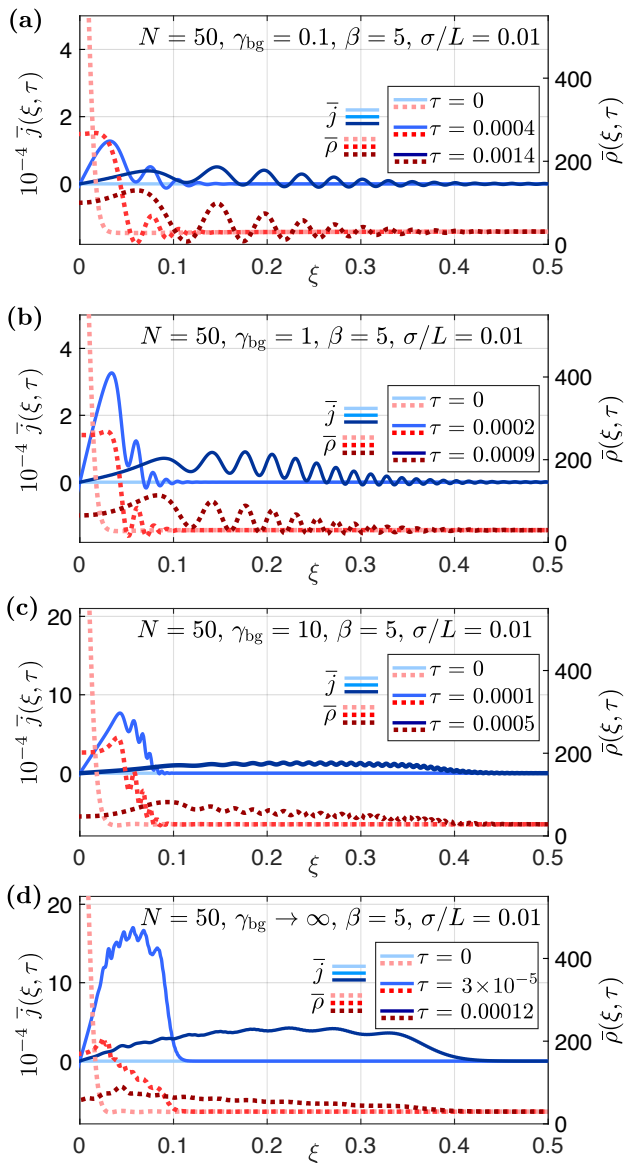 (a)
N = 50, γbg = 0.1, β = 5, σ/L = 0.01
10⁻⁴ j̅(ξ, τ)
4
2
0
400
200
0
ρ̅(ξ, τ)
j̅
ρ̅
τ = 0
τ = 0.0004
τ = 0.0014
0 0.1 0.2 0.3 0.4 0.5
ξ
(b)
N = 50, γbg = 1, β = 5, σ/L = 0.01
10⁻⁴ j̅(ξ, τ)
4
2
0
400
200
0
ρ̅(ξ, τ)
j̅
ρ̅
τ = 0
τ = 0.0002
τ = 0.0009
0 0.1 0.2 0.3 0.4 0.5
ξ
(c)
N = 50, γbg = 10, β = 5, σ/L = 0.01
10⁻⁴ j̅(ξ, τ)
20
10
0
400
200
0
ρ̅(ξ, τ)
j̅
ρ̅
τ = 0
τ = 0.0001
τ = 0.0005
0 0.1 0.2 0.3 0.4 0.5
ξ
(d)
N = 50, γbg → ∞, β = 5, σ/L = 0.01
10⁻⁴ j̅(ξ, τ)
20
10
0
400
200
0
ρ̅(ξ, τ)
j̅
ρ̅
τ = 0
τ = 3×10⁻⁵
τ = 0.00012
0 0.1 0.2 0.3 0.4 0.5
ξ